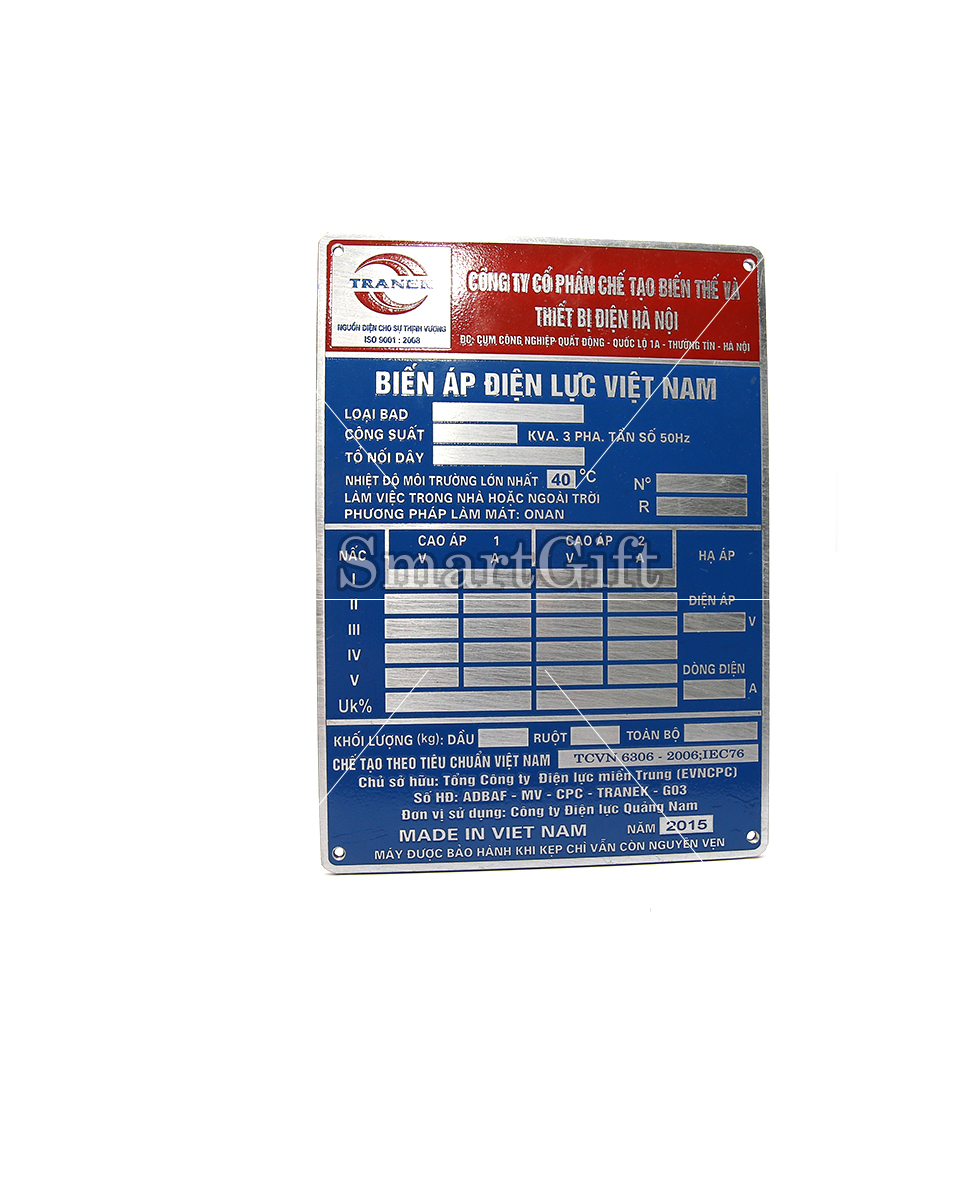 TRANEK
NGUỒN ĐIỆN CHO SỰ THỊNH VƯỢNG
ISO 9001 : 2008
CÔNG TY CỔ PHẦN CHẾ TẠO BIẾN THẾ VÀ
THIẾT BỊ ĐIỆN HÀ NỘI
ĐC: CỤM CÔNG NGHIỆP QUẤT ĐỘNG - QUỐC LỘ 1A - THƯỜNG TÍN - HÀ NỘI
BIẾN ÁP ĐIỆN LỰC VIỆT NAM
LOẠI BAD
CÔNG SUẤT KVA. 3 PHA. TẦN SỐ 50Hz
TỔ NỐI DÂY
NHIỆT ĐỘ MÔI TRƯỜNG LỚN NHẤT 40 °C
Nº
LÀM VIỆC TRONG NHÀ HOẶC NGOÀI TRỜI
R
PHƯƠNG PHÁP LÀM MÁT: ONAN
CAO ÁP 1 CAO ÁP 2
NẤC V A V A HẠ ÁP
SmartGift
I
II ĐIỆN ÁP
III V
IV
V DÒNG ĐIỆN
A
Uk%
KHỐI LƯỢNG (kg): DẦU RUỘT TOÀN BỘ
CHẾ TẠO THEO TIÊU CHUẨN VIỆT NAM TCVN 6306 - 2006;IEC76
Chủ sở hữu: Tổng Công ty Điện lực miền Trung (EVNCPC)
Số HĐ: ADBAF - MV - CPC - TRANEK - G03
Đơn vị sử dụng: Công ty Điện lực Quảng Nam
MADE IN VIET NAM NĂM 2015
MÁY ĐƯỢC BẢO HÀNH KHI KẸP CHÌ VẪN CÒN NGUYÊN VẸN